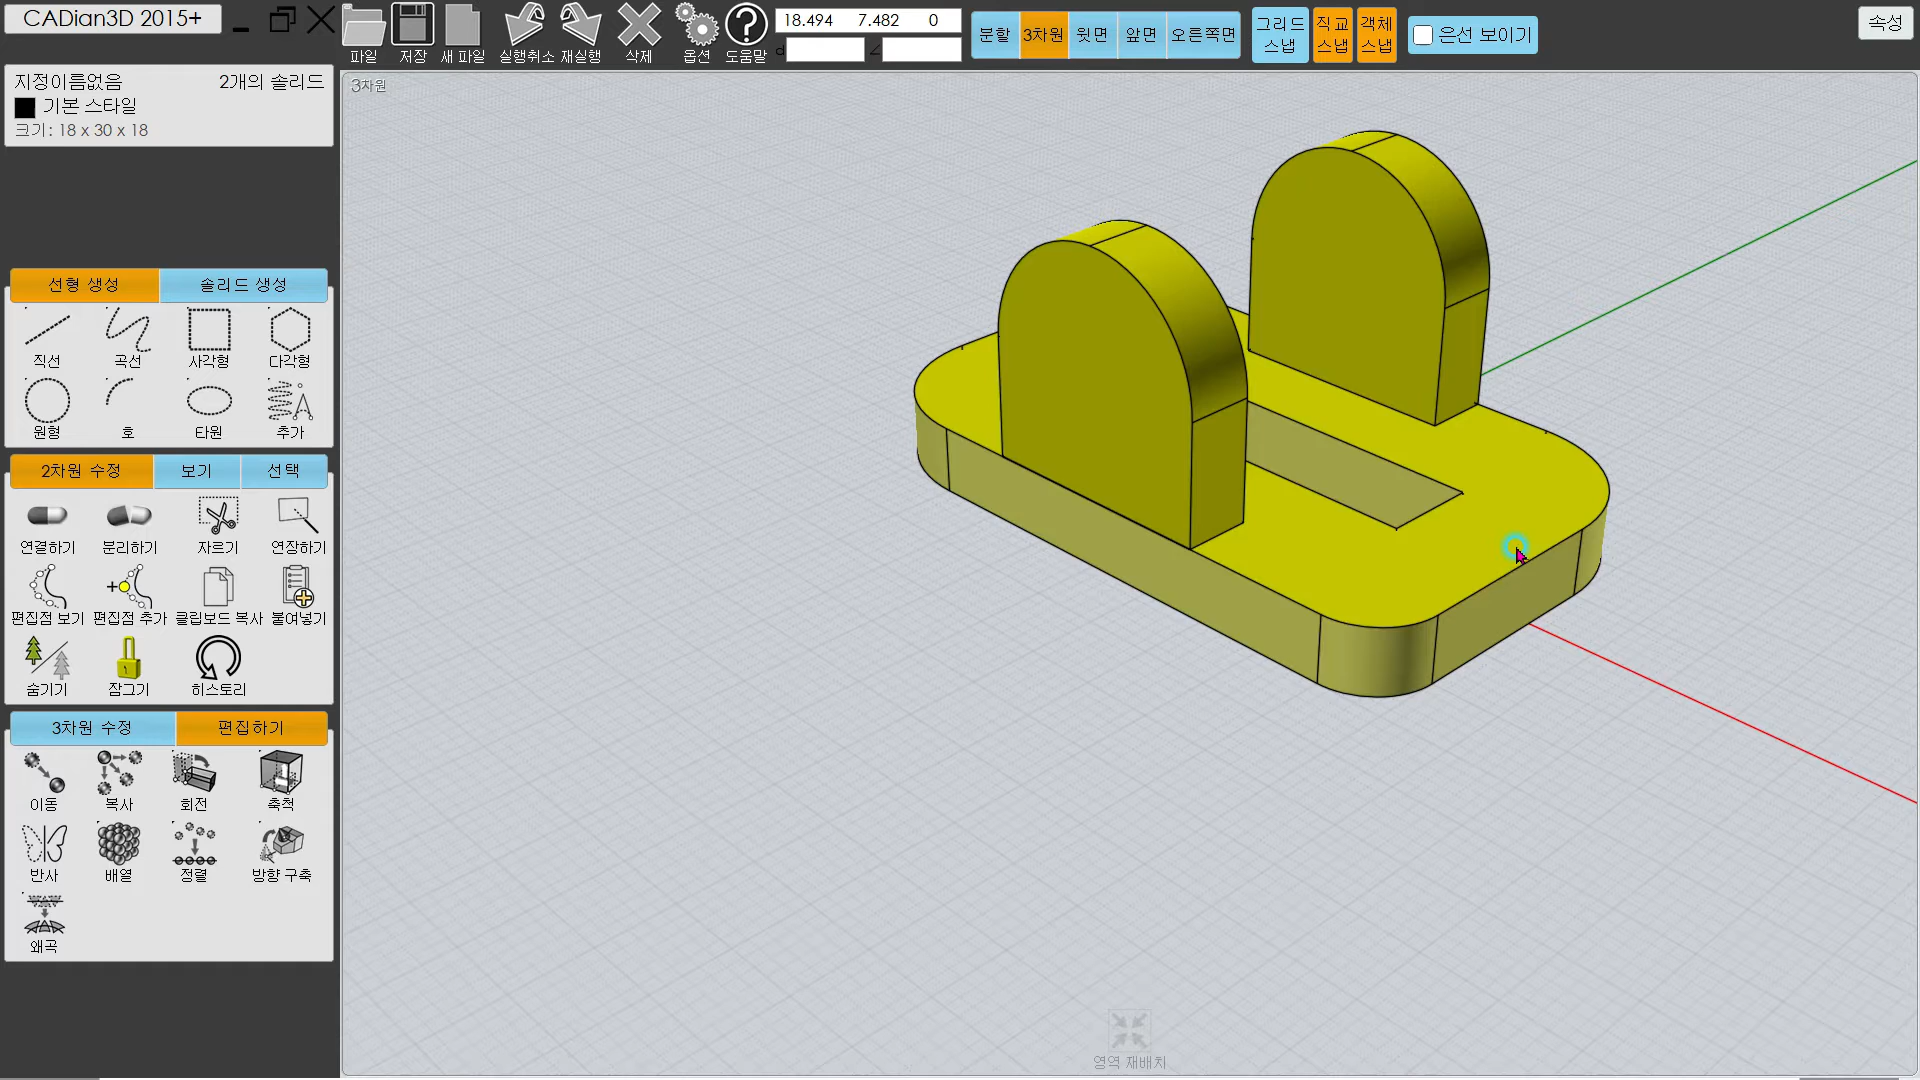 CADian3D 2015+
파일
저장
새 파일
실행취소
재실행
삭제
옵션
도움말
18.494 7.482 0
d
∠
분할
3차원
윗면
앞면
오른쪽면
그리드
스냅
직교
스냅
객체
스냅
은선 보이기
속성
지정이름없음 2개의 솔리드
기본 스타일
크기: 18 x 30 x 18
3차원
선형 생성 솔리드 생성
직선 곡선 사각형 다각형
원형 호 타원 추가
2차원 수정 보기 선택
연결하기 분리하기 자르기 연장하기
편집점 보기 편집점 추가 클립보드 복사 붙여넣기
숨기기 잠그기 히스토리
3차원 수정 편집하기
이동 복사 회전 축척
반사 배열 정렬 방향 구축
왜곡
영역 재배치